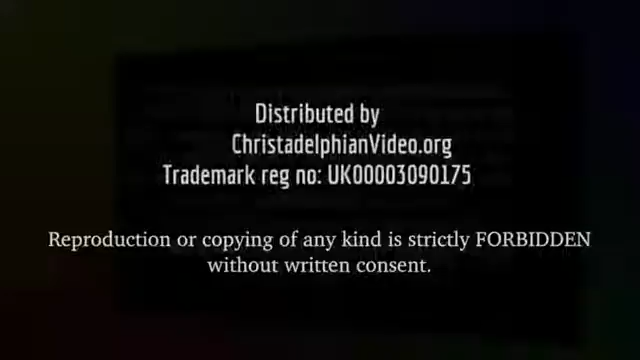 Distributed by
ChristadelphianVideo.org
Trademark reg no: UK00003090175
Reproduction or copying of any kind is strictly FORBIDDEN
without written consent.